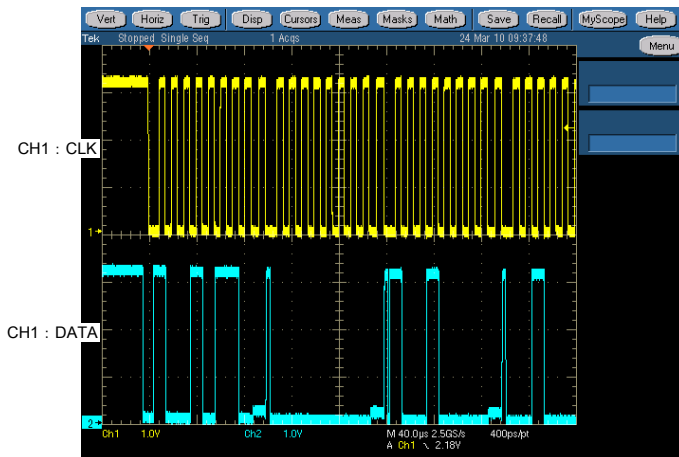 Vert Horiz Trig Disp Cursors Meas Masks Math Save Recall MyScope Help
Tek Stopped Single Seq 1 Acqs 24 Mar 10 09:37:48
Menu
CH1 : CLK
1
CH1 : DATA
2
Ch1 1.0V Ch2 1.0V M 40.0µs 2.5GS/s 400ps/pt
A Ch1 ↘ 2.18V